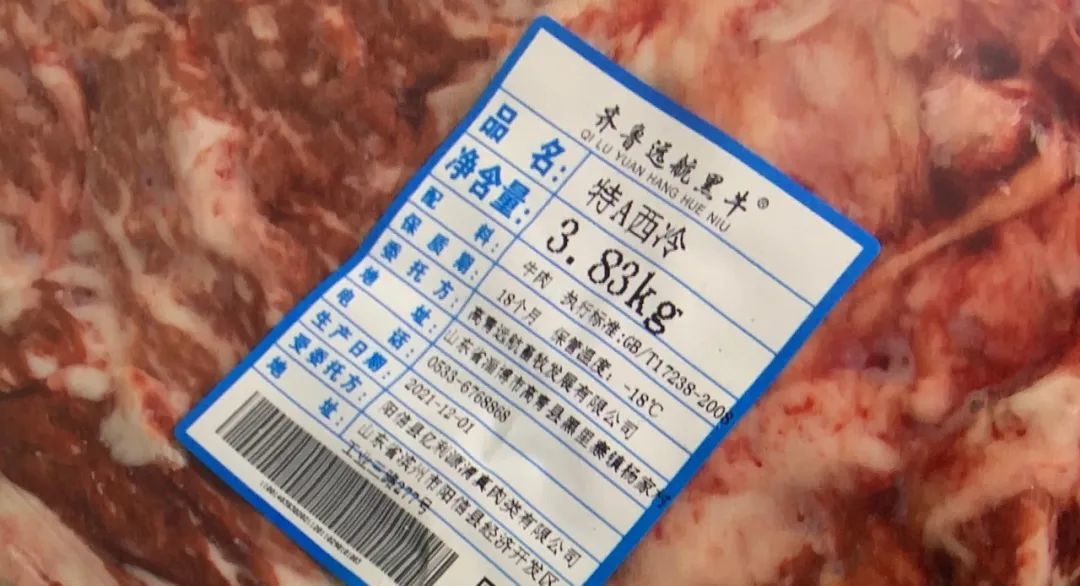 齐鲁远航黑牛®
QI LU YUAN HANG HUE NIU
品 名: 特A西冷
净含量: 3.83kg
配 料: 牛肉 执行标准:GB/T17238-2008
保质期: 18个月 保管温度: -18℃
委托方: 高青远航畜牧发展有限公司
地 址: 山东省淄博市高青县黑里寨镇杨家村
电 话: 0533-6768868
生产日期: 2021-12-01
受委托方: 阳信县亿利源清真肉类有限公司
地 址: 山东省滨州市阳信县经济开发区